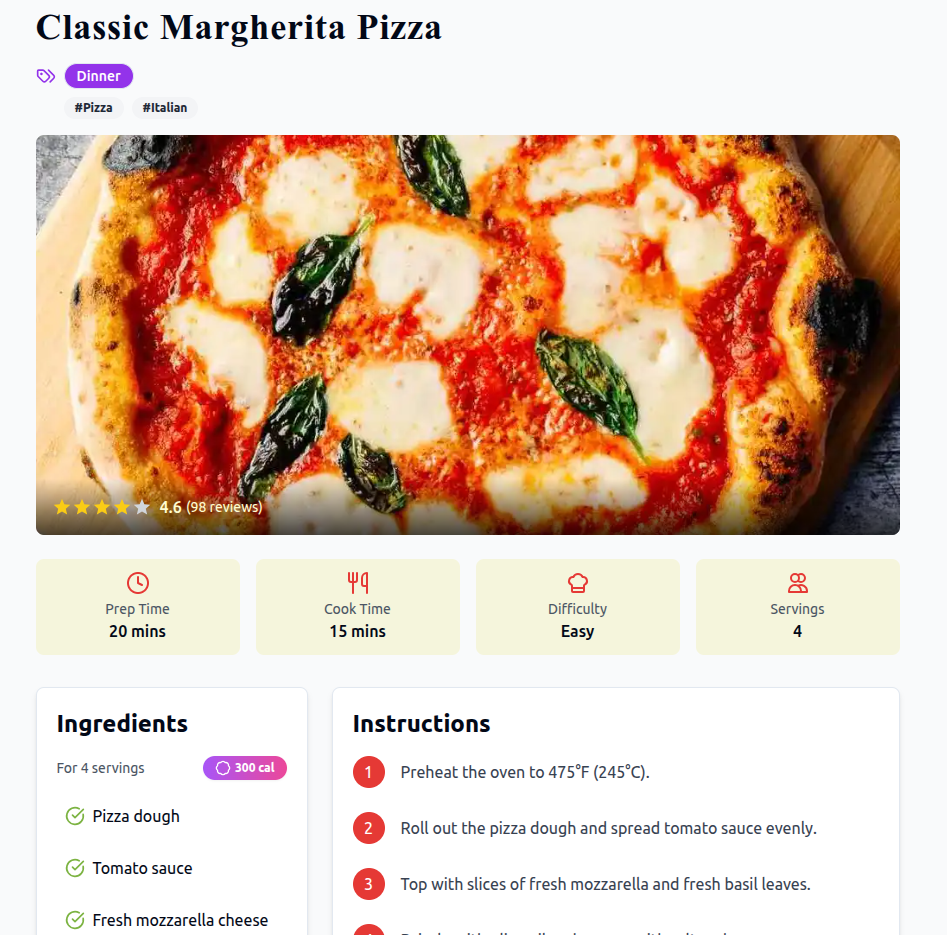 Classic Margherita Pizza
Dinner
#Pizza #Italian
4.6 (98 reviews)
Prep Time
20 mins
Cook Time
15 mins
Difficulty
Easy
Servings
4
Ingredients
For 4 servings 300 cal
Pizza dough
Tomato sauce
Fresh mozzarella cheese
Instructions
1 Preheat the oven to 475°F (245°C).
2 Roll out the pizza dough and spread tomato sauce evenly.
3 Top with slices of fresh mozzarella and fresh basil leaves.